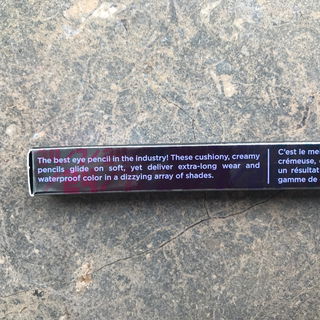 The best eye pencil in the industry! These cushiony, creamy
pencils glide on soft, yet deliver extra-long wear and
waterproof color in a dizzying array of shades.
C'est le me
crémeuse,
un résultat
gamme de